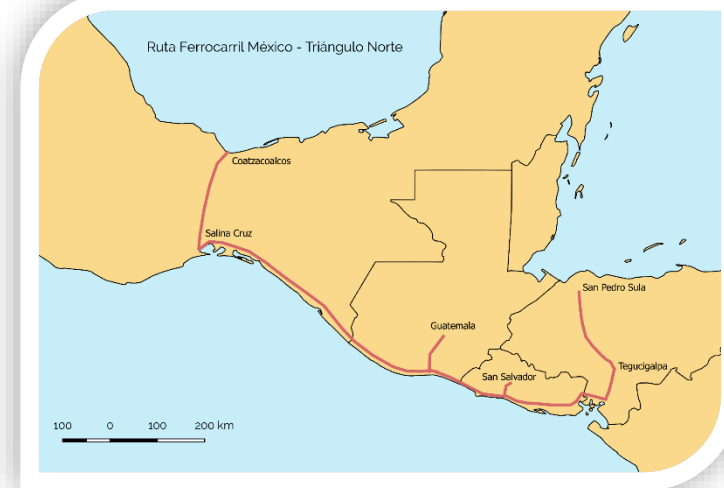 Ruta Ferrocarril México - Triángulo Norte
Coatzacoalcos
Salina Cruz
San Pedro Sula
Guatemala
Tegucigalpa
San Salvador
100 0 100 200 km